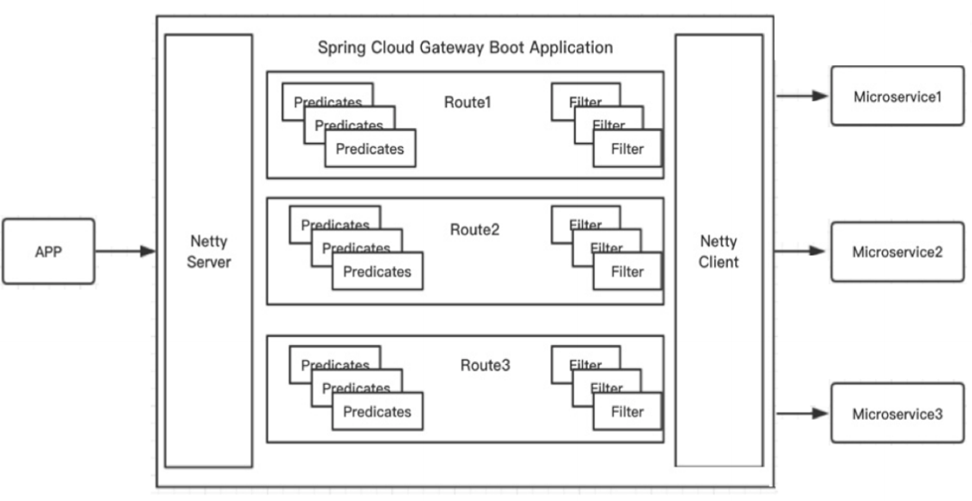 Spring Cloud Gateway Boot Application
APP
Netty
Server
Predicates
Predicates
Predicates
Route1
Filter
Filter
Filter
Predicates
Predicates
Predicates
Route2
Filter
Filter
Filter
Predicates
Predicates
Predicates
Route3
Filter
Filter
Filter
Netty
Client
Microservice1
Microservice2
Microservice3